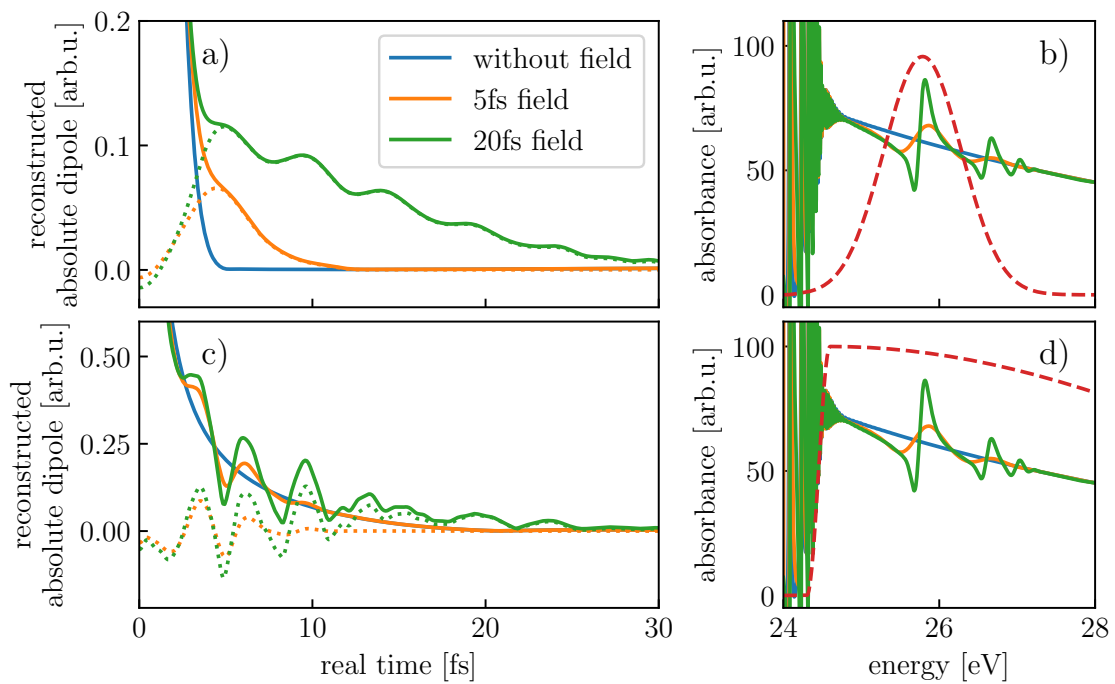 reconstructed
absolute dipole [arb.u.]
0.2
0.1
0.0
a)
without field
5fs field
20fs field
absorbance [arb.u.]
100
50
0
b)
reconstructed
absolute dipole [arb.u.]
0.50
0.25
0.00
c)
0
10
20
30
real time [fs]
absorbance [arb.u.]
100
50
0
d)
24
26
28
energy [eV]